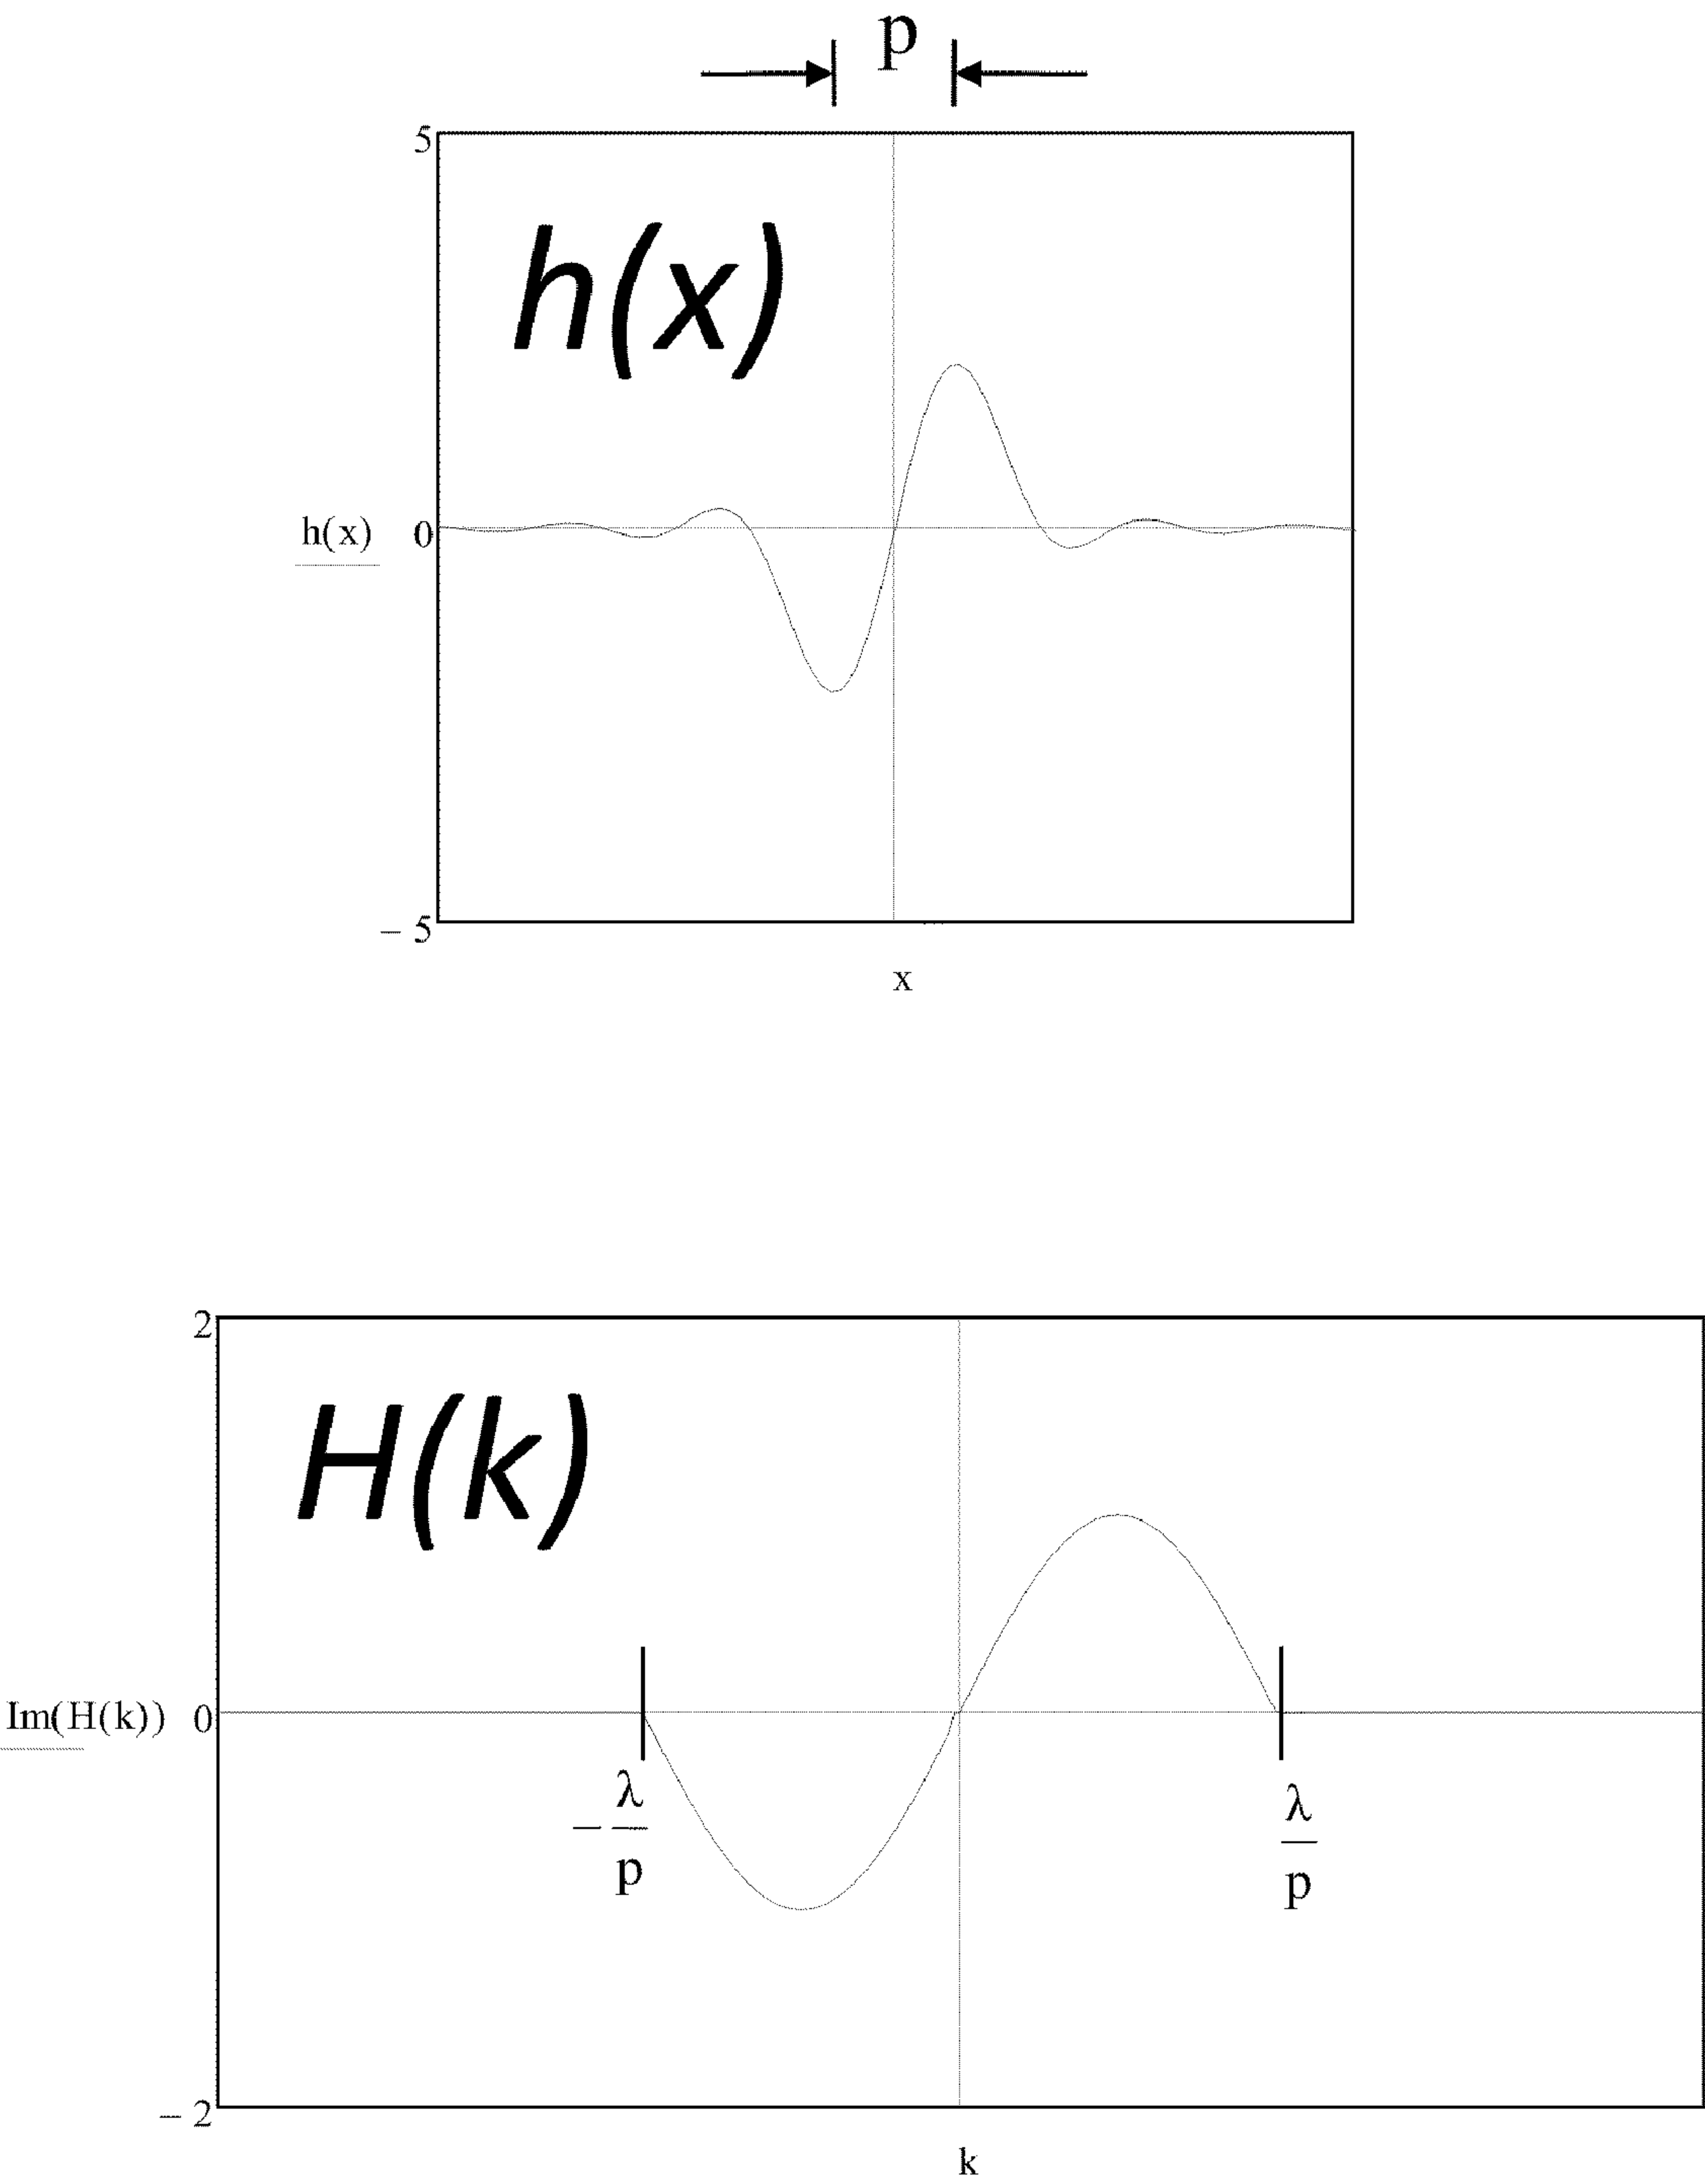 p
5
h(x)
h(x) 0
– 5
x
2
H(k)
Im(H(k)) 0
– λ/p
λ/p
– 2
k